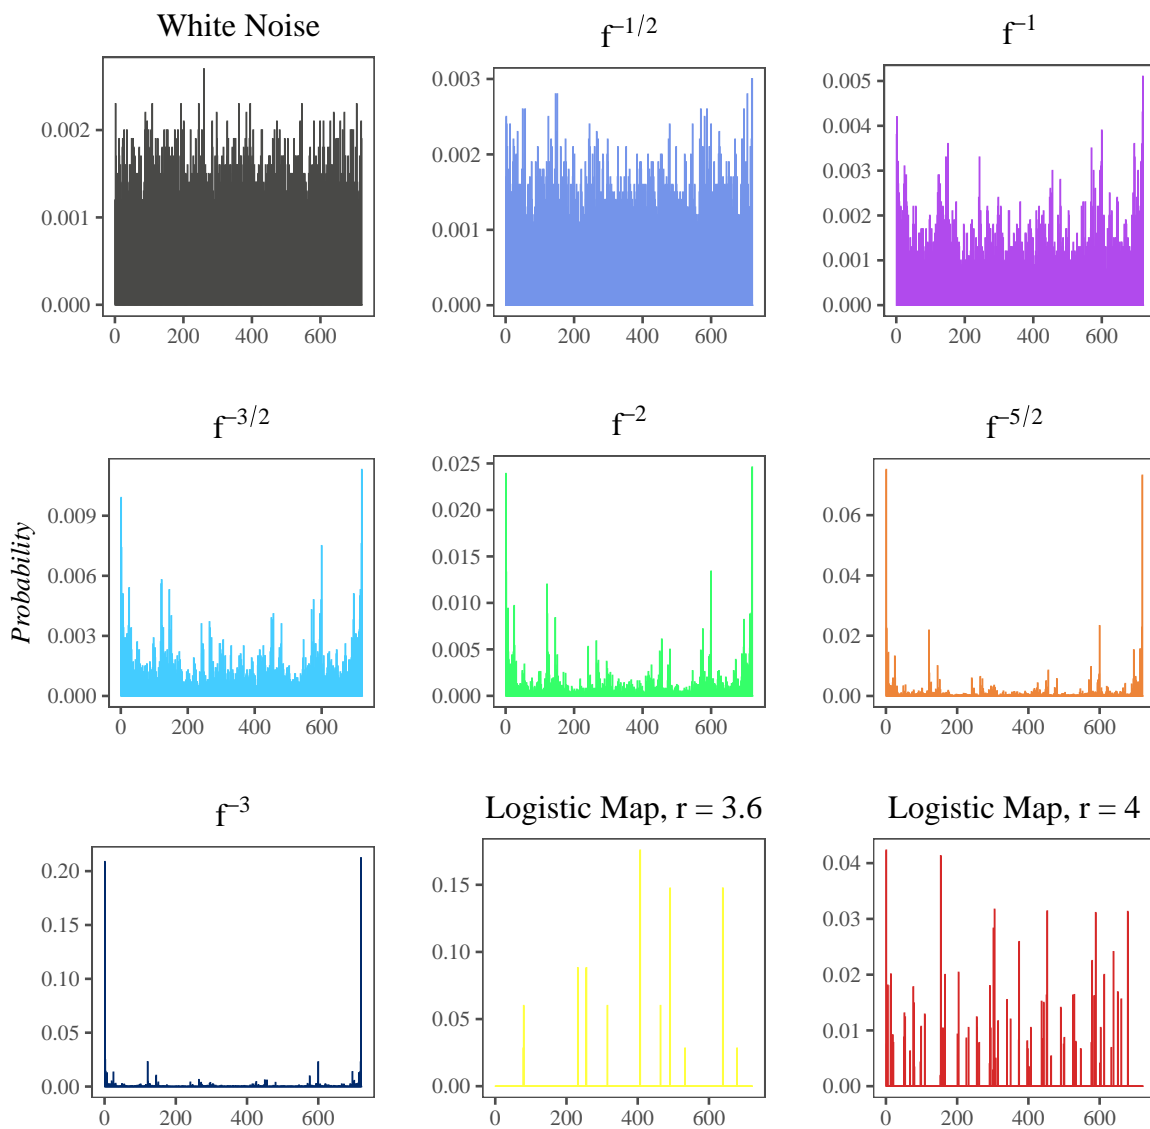 White Noise
f^{-1/2}
f^{-1}
0.002
0.001
0.000
0 200 400 600
0.003
0.002
0.001
0.000
0 200 400 600
0.005
0.004
0.003
0.002
0.001
0.000
0 200 400 600
Probability
f^{-3/2}
f^{-2}
f^{-5/2}
0.009
0.006
0.003
0.000
0 200 400 600
0.025
0.020
0.015
0.010
0.005
0.000
0 200 400 600
0.06
0.04
0.02
0.00
0 200 400 600
f^{-3}
Logistic Map, r = 3.6
Logistic Map, r = 4
0.20
0.15
0.10
0.05
0.00
0 200 400 600
0.15
0.10
0.05
0.00
0 200 400 600
0.04
0.03
0.02
0.01
0.00
0 200 400 600